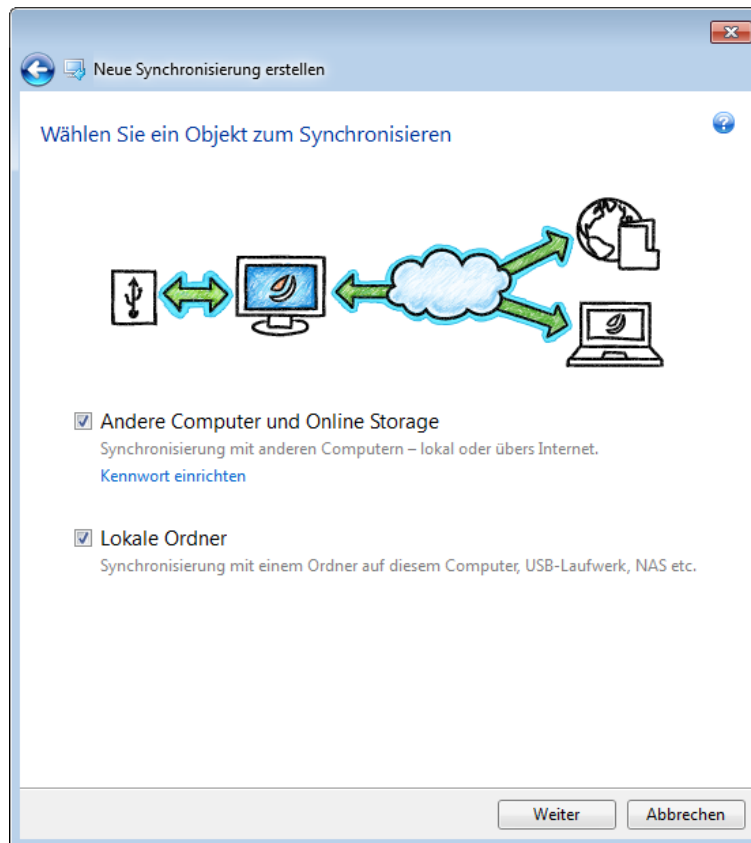 Neue Synchronisierung erstellen
Wählen Sie ein Objekt zum Synchronisieren
Andere Computer und Online Storage
Synchronisierung mit anderen Computern – lokal oder übers Internet.
Kennwort einrichten
Lokale Ordner
Synchronisierung mit einem Ordner auf diesem Computer, USB-Laufwerk, NAS etc.
Weiter
Abbrechen